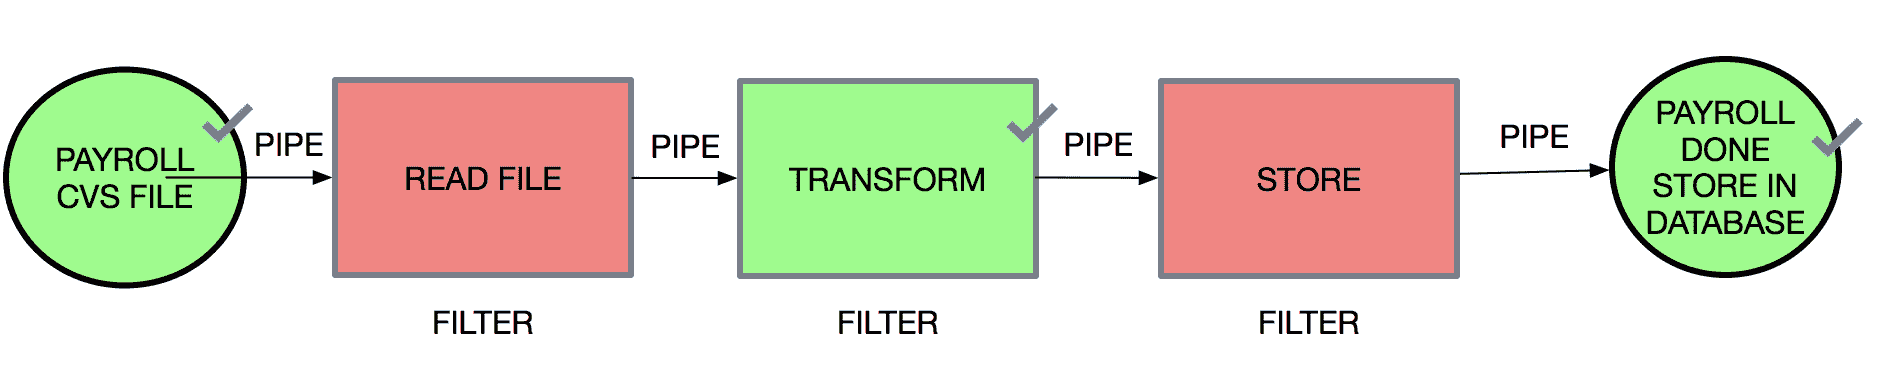 PAYROLL
CVS FILE
PIPE
READ FILE
FILTER
PIPE
TRANSFORM
FILTER
PIPE
STORE
FILTER
PIPE
PAYROLL
DONE
STORE IN
DATABASE